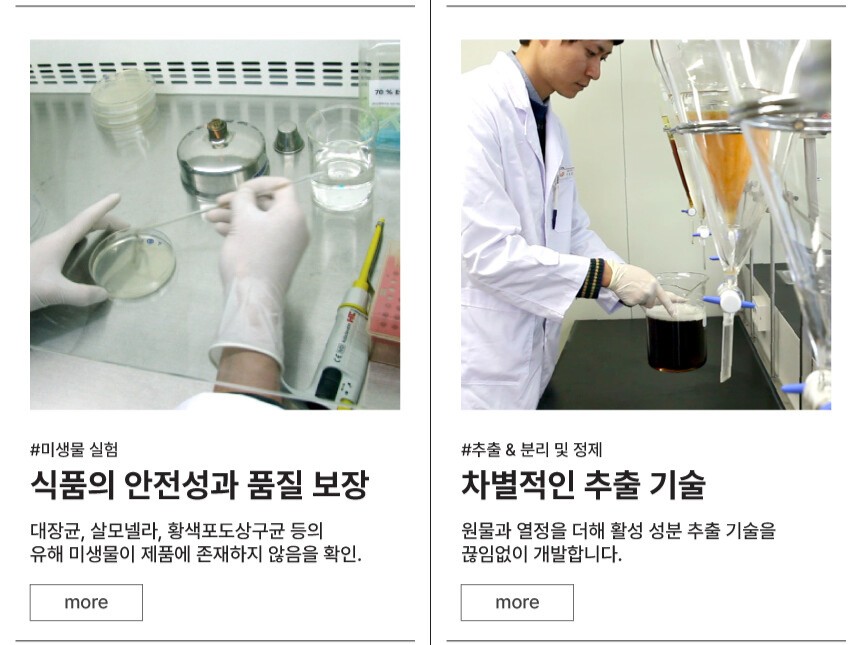 70 % E
#미생물 실험
식품의 안전성과 품질 보장
대장균, 살모넬라, 황색포도상구균 등의
유해 미생물이 제품에 존재하지 않음을 확인.
more
#추출 & 분리 및 정제
차별적인 추출 기술
원물과 열정을 더해 활성 성분 추출 기술을
끊임없이 개발합니다.
more